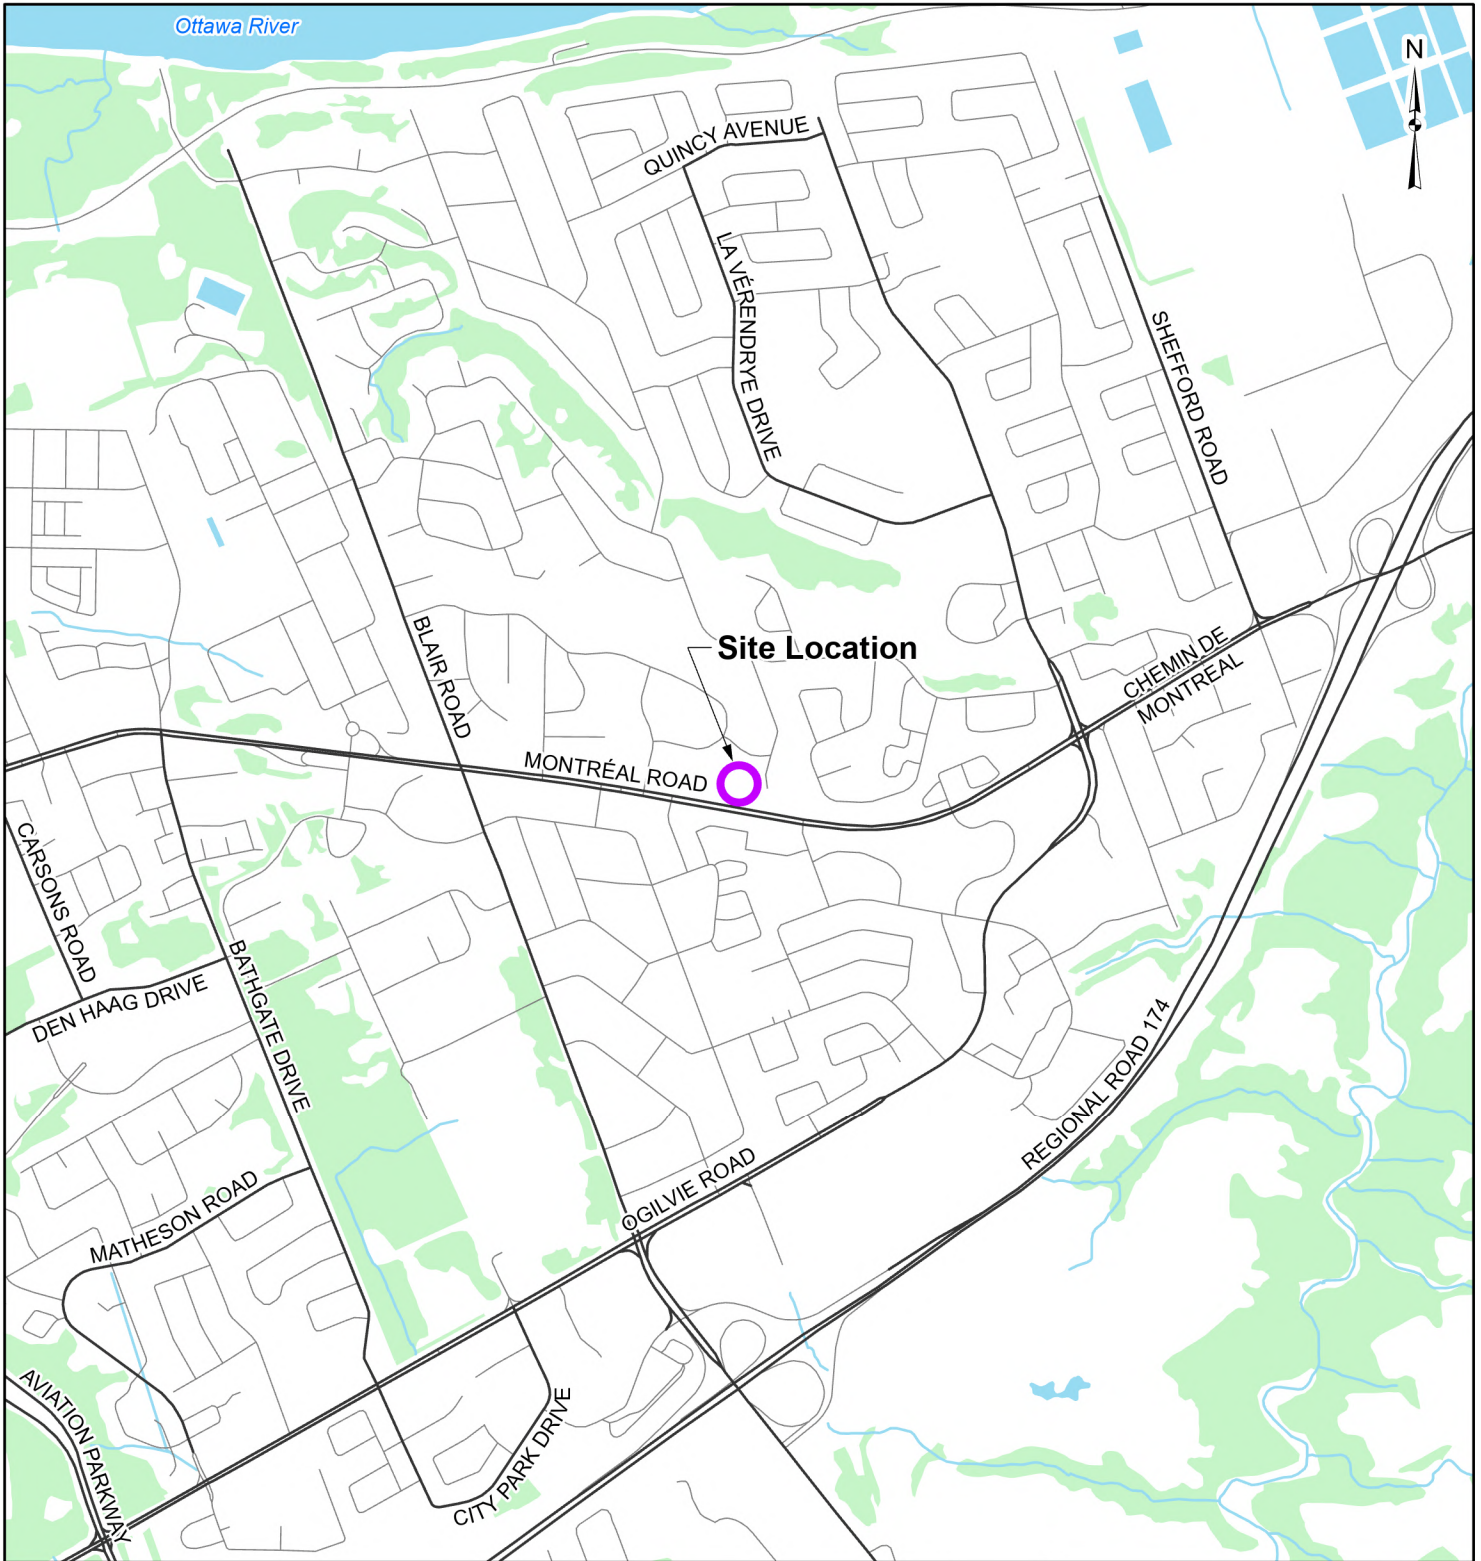 Ottawa River
N
QUINCY AVENUE
LA VÉRENDRYE DRIVE
SHEFFORD ROAD
BLAIR ROAD
Site Location
CHEMIN DE
MONTRÉAL
MONTRÉAL ROAD
CARSONS ROAD
BATHGATE DRIVE
DEN HAAG DRIVE
REGIONAL ROAD 174
OGILVIE ROAD
MATHESON ROAD
AVIATION PARKWAY
CITY PARK DRIVE